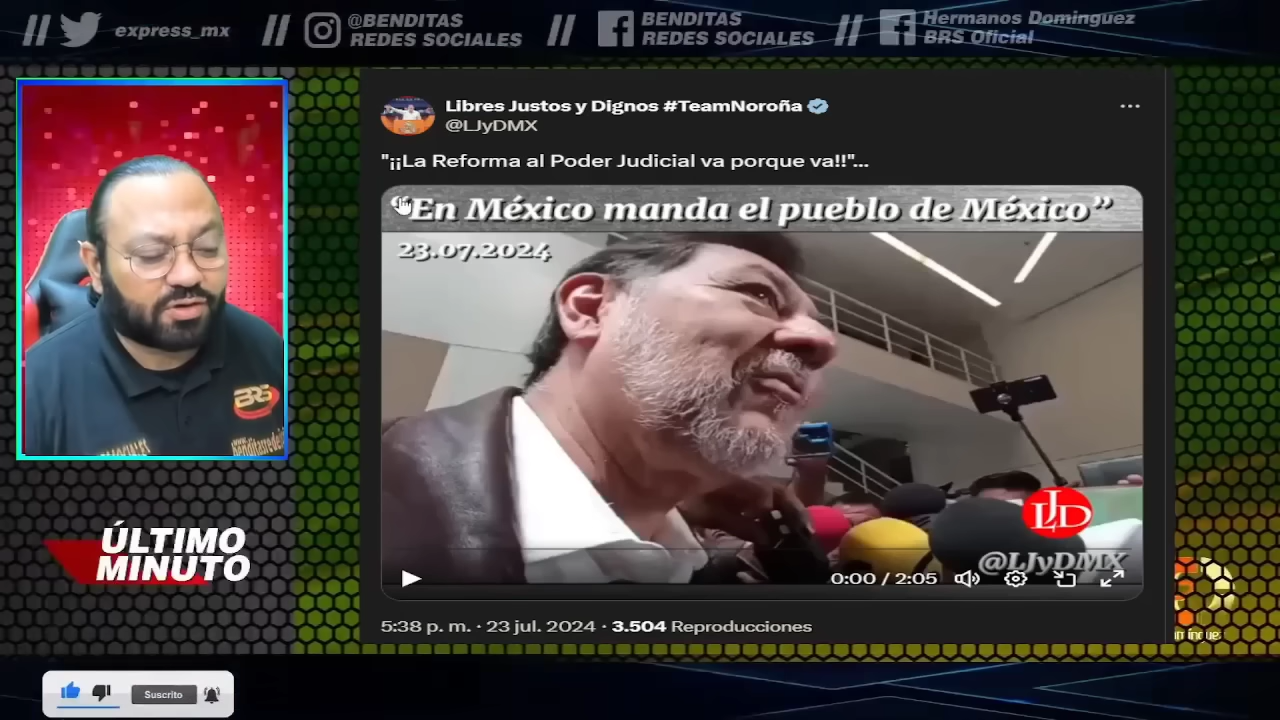 express_mx
@BENDITAS
REDES SOCIALES
BENDITAS
REDES SOCIALES
Hermanos Dominguez
BRS Oficial
Libres Justos y Dignos #TeamNoroña
@LJyDMX
"¡¡La Reforma al Poder Judicial va porque va!!"...
“En México manda el pueblo de México”
23.07.2024
BRS
LJD
@LJyDMX
0:00 / 2:05
5:38 p. m. · 23 jul. 2024 · 3.504 Reproducciones
ÚLTIMO
MINUTO
Suscrito